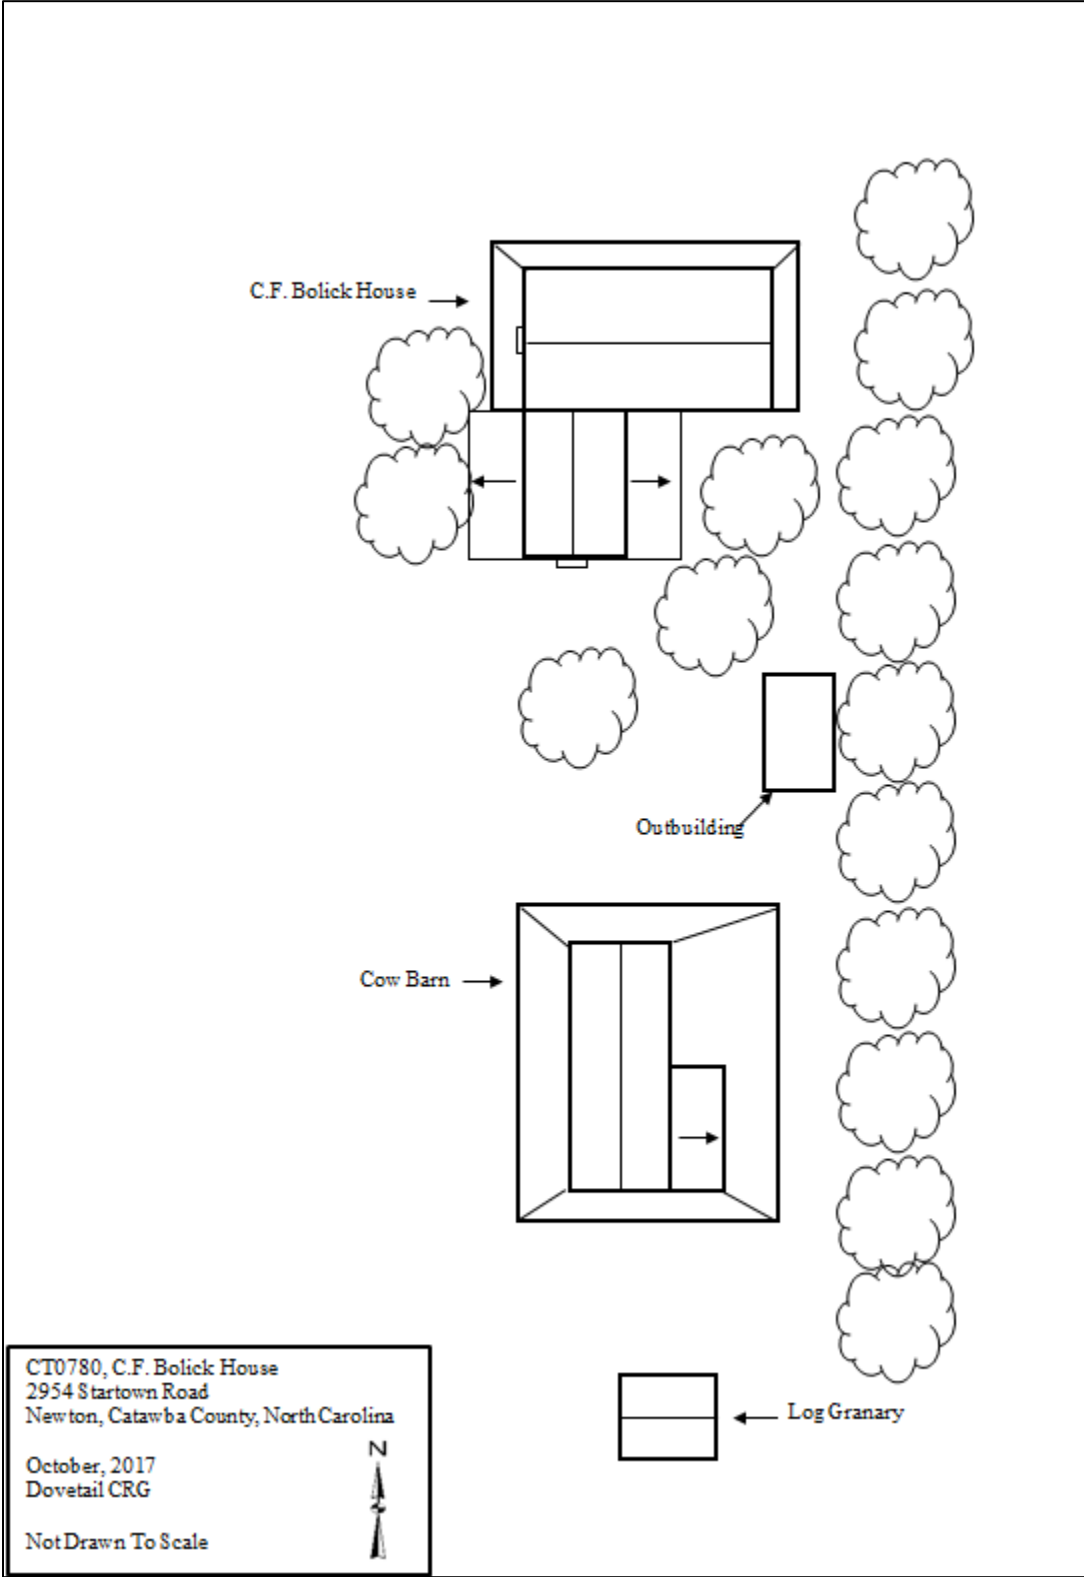 C.F. Bolick House
Outbuilding
Cow Barn
Log Granary
CT0780, C.F. Bolick House
2954 Startown Road
Newton, Catawba County, North Carolina
October, 2017
Dovetail CRG
N
Not Drawn To Scale